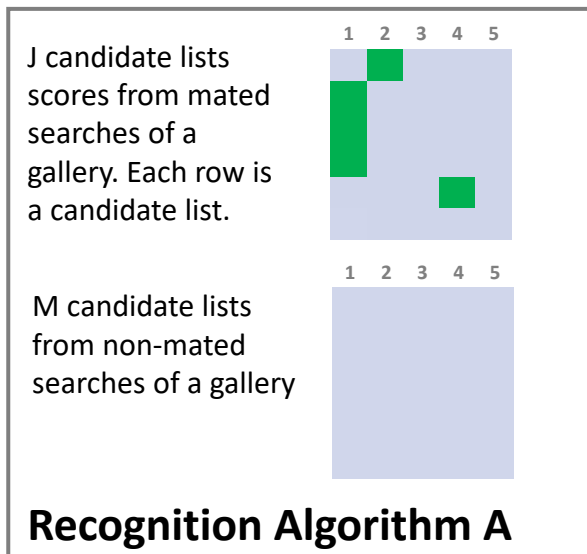 J candidate lists
scores from mated
searches of a
gallery. Each row is
a candidate list.
1 2 3 4 5
M candidate lists
from non-mated
searches of a gallery
1 2 3 4 5
Recognition Algorithm A